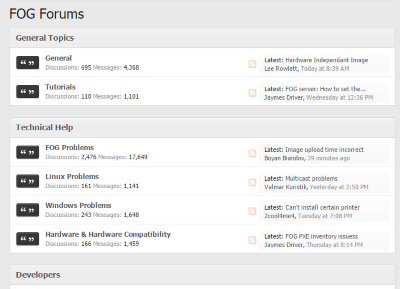 FOG Forums
General Topics
General
Discussions: 695 Messages: 4,368
Latest: Hardware Independent Image
Lee Rowlett, Today at 8:39 AM
Tutorials
Discussions: 110 Messages: 1,101
Latest: FOG server: How to set the...
Jaymes Driver, Wednesday at 12:36 PM
Technical Help
FOG Problems
Discussions: 2,476 Messages: 17,649
Latest: Image upload time incorrect
Boyan Biandov, 39 minutes ago
Linux Problems
Discussions: 161 Messages: 1,141
Latest: Multicast problems
Valmar Kuristik, Yesterday at 2:50 PM
Windows Problems
Discussions: 243 Messages: 1,648
Latest: Can't install certain printer
2cool4me4, Tuesday at 7:08 PM
Hardware & Hardware Compatibility
Discussions: 166 Messages: 1,459
Latest: FOG PXE inventory issuess
Jaymes Driver, Thursday at 8:14 PM
Developers